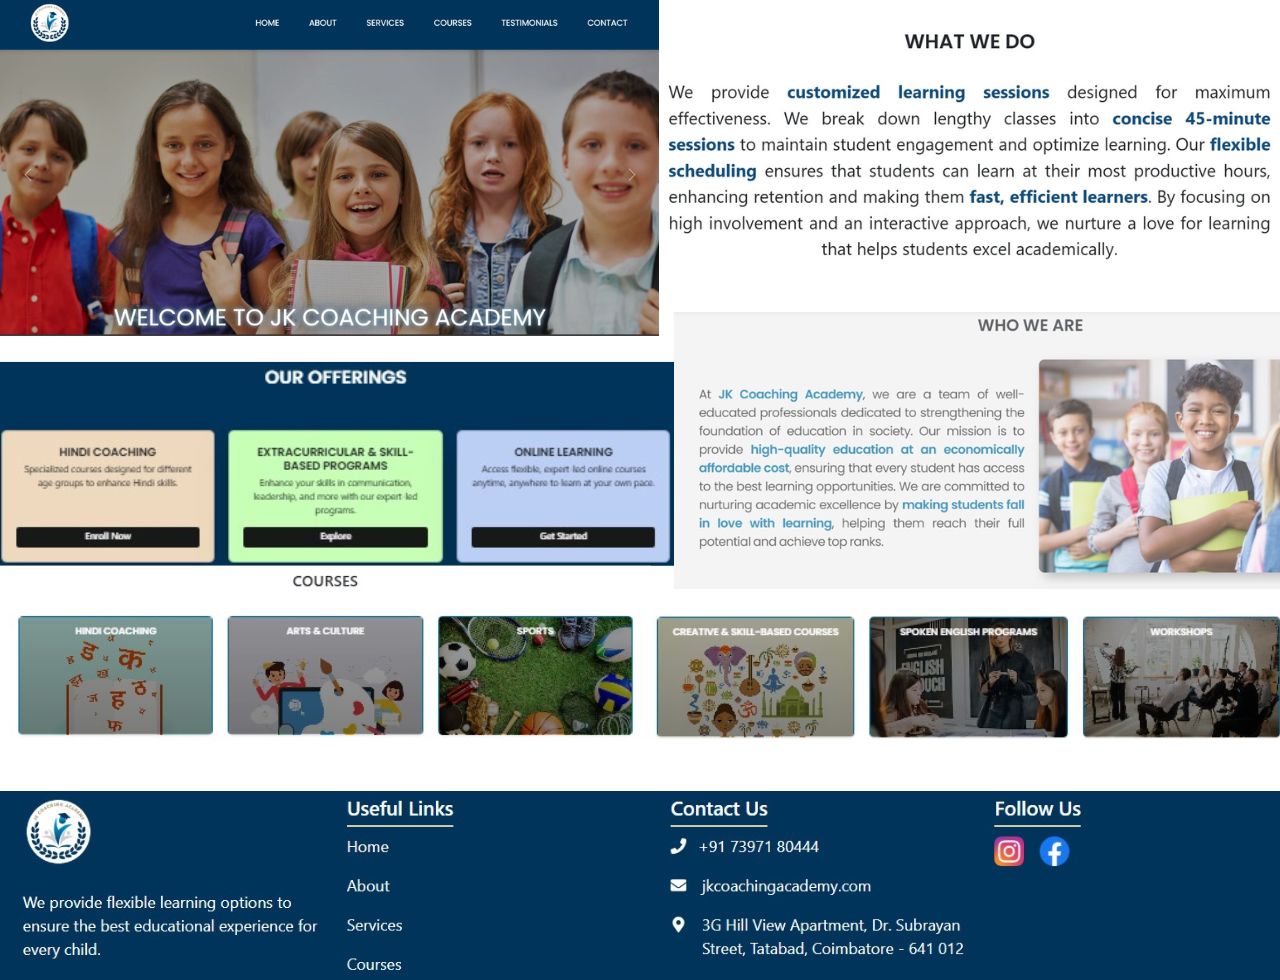 HOME ABOUT SERVICES COURSES TESTIMONIALS CONTACT
WELCOME TO JK COACHING ACADEMY
WHAT WE DO
We provide customized learning sessions designed for maximum
effectiveness. We break down lengthy classes into concise 45-minute
sessions to maintain student engagement and optimize learning. Our flexible
scheduling ensures that students can learn at their most productive hours,
enhancing retention and making them fast, efficient learners. By focusing on
high involvement and an interactive approach, we nurture a love for learning
that helps students excel academically.
WHO WE ARE
At JK Coaching Academy, we are a team of well-
educated professionals dedicated to strengthening the
foundation of education in society. Our mission is to
provide high-quality education at an economically
affordable cost, ensuring that every student has access
to the best learning opportunities. We are committed to
nurturing academic excellence by making students fall
in love with learning, helping them reach their full
potential and achieve top ranks.
OUR OFFERINGS
HINDI COACHING
Specialized courses designed for different
age groups to enhance Hindi skills.
Enroll Now
EXTRACURRICULAR & SKILL-
BASED PROGRAMS
Enhance your skills in communication,
leadership, and more with our expert-led
programs.
Explore
ONLINE LEARNING
Access flexible, expert-led online courses
anytime, anywhere to learn at your own pace.
Get Started
COURSES
HINDI COACHING
इ क
ह
ठ
फ
ARTS & CULTURE
SPORTS
CREATIVE & SKILL-BASED COURSES
ॐ
SPOKEN ENGLISH PROGRAMS
ENGLISH
WORKSHOPS
JK COACHING ACADEMY
We provide flexible learning options to
ensure the best educational experience for
every child.
Useful Links
Home
About
Services
Courses
Contact Us
+91 73971 80444
jkcoachingacademy.com
3G Hill View Apartment, Dr. Subrayan
Street, Tatabad, Coimbatore - 641 012
Follow Us